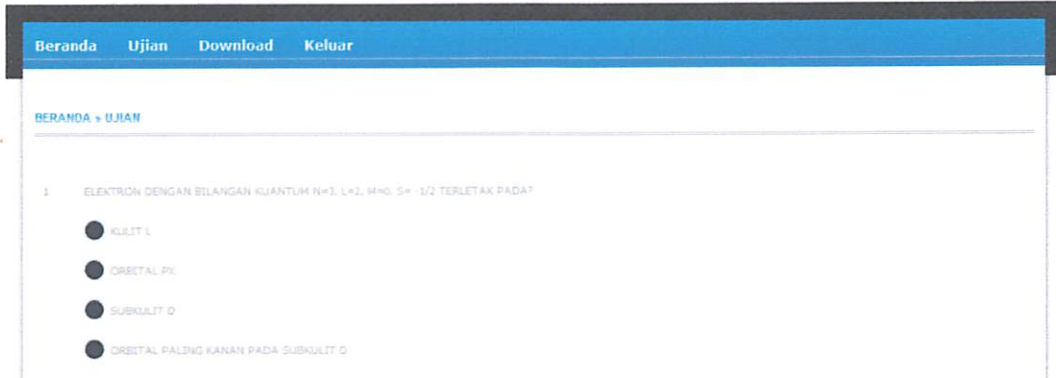 Beranda Ujian Download Keluar
BERANDA » UJIAN
1 ELEKTRON DENGAN BILANGAN KUANTUM N=3, L=2, M=0, S= -1/2 TERLETAK PADA?
KULIT L
ORBITAL PX
SUBKULIT D
ORBITAL PALING KANAN PADA SUBKULIT D